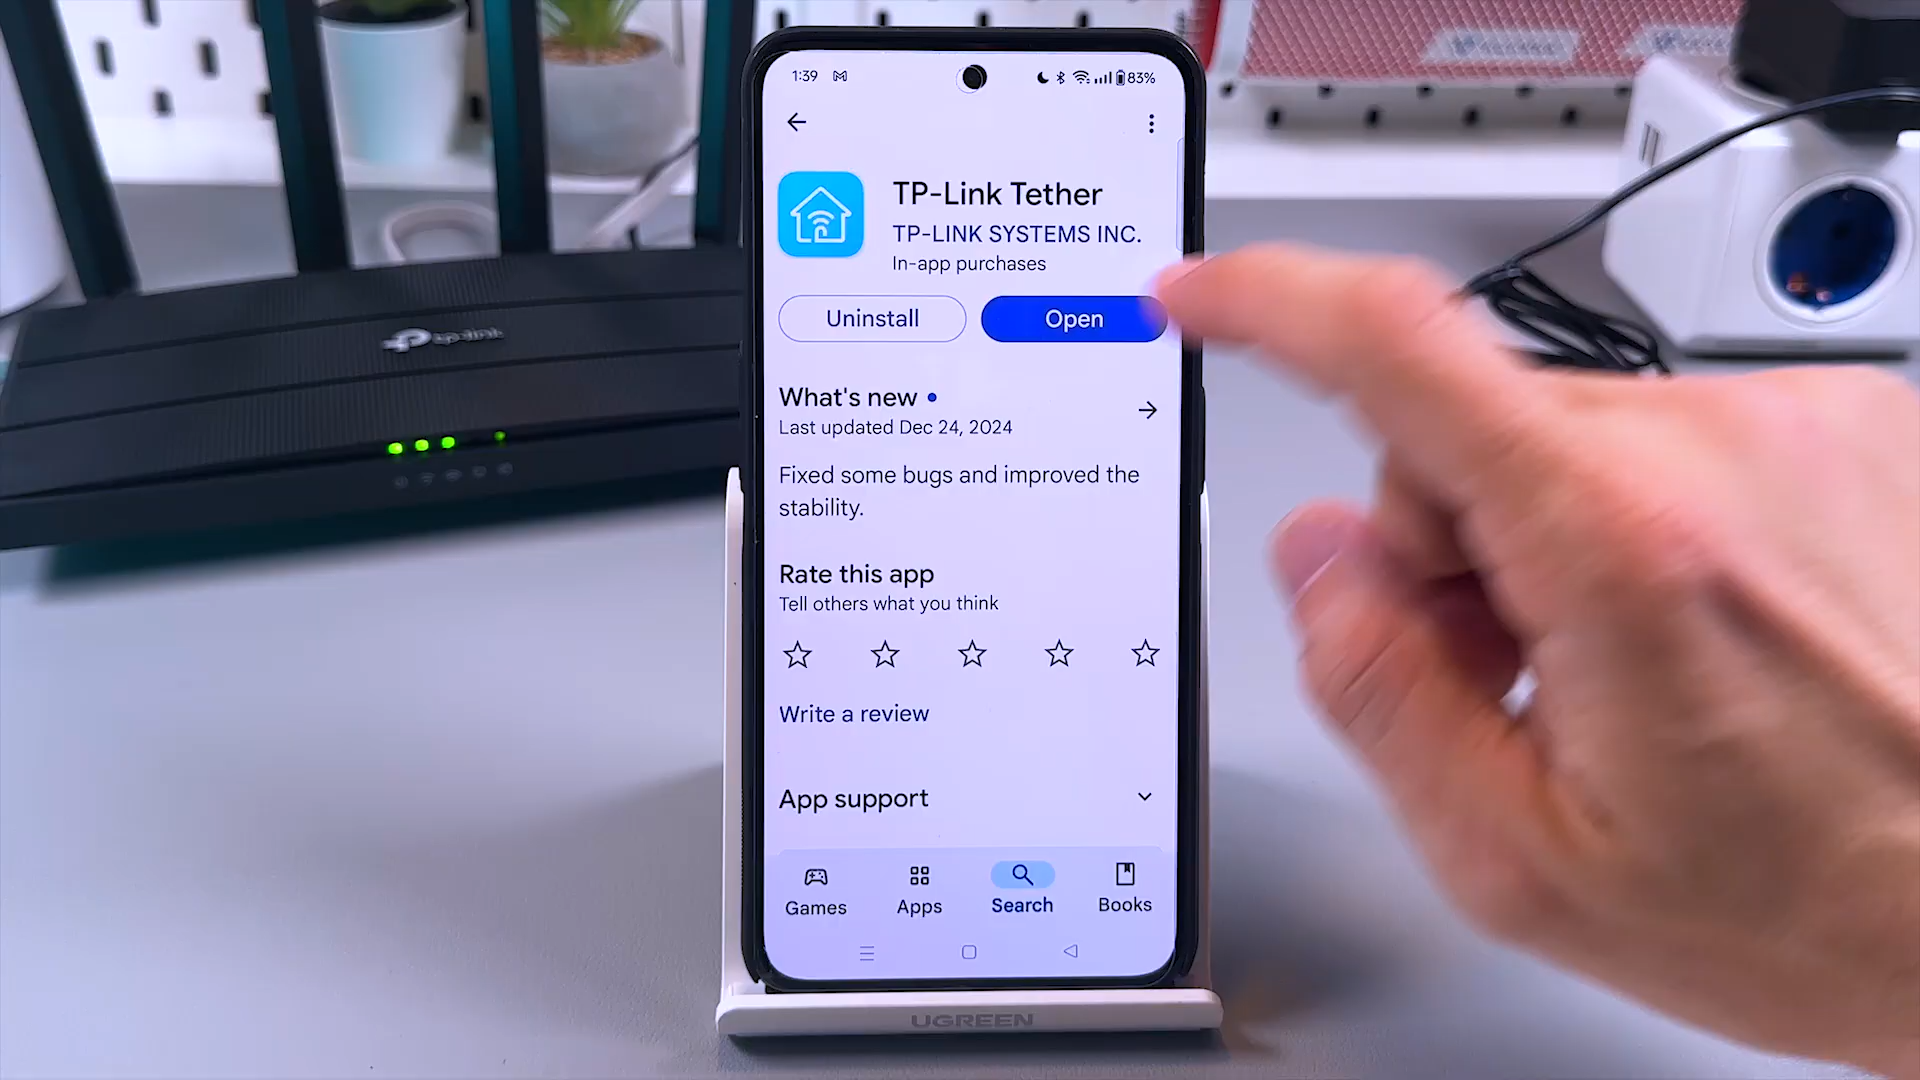 1:39
83%
TP-Link Tether
TP-LINK SYSTEMS INC.
In-app purchases
Uninstall
Open
What's new
Last updated Dec 24, 2024
Fixed some bugs and improved the
stability.
Rate this app
Tell others what you think
Write a review
App support
Games
Apps
Search
Books
tp-link
UGREEN